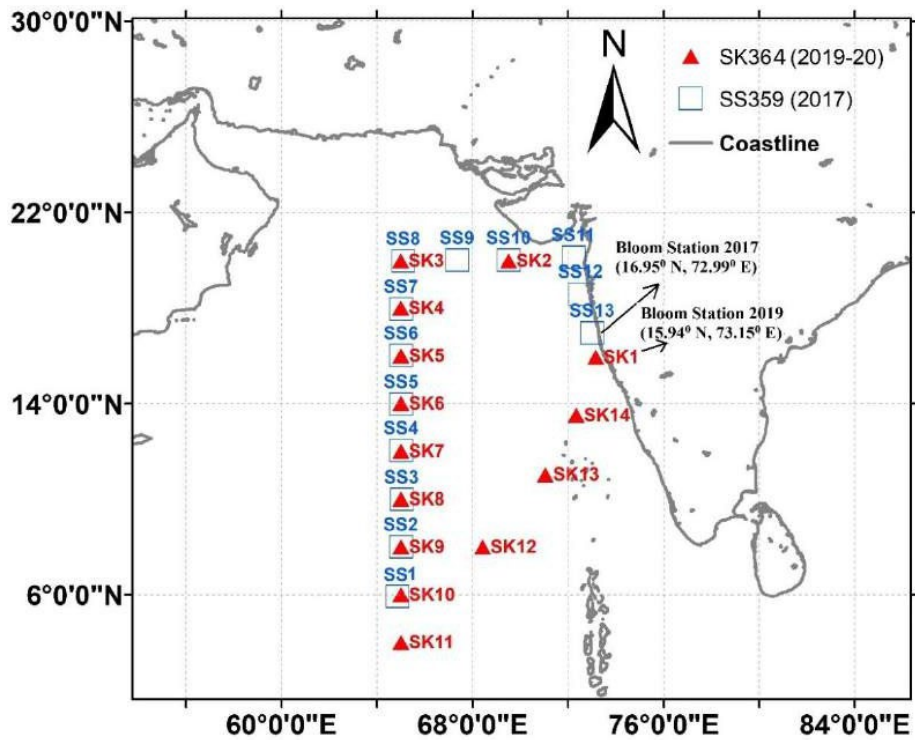 30°0'0"N
N
SK364 (2019-20)
SS359 (2017)
Coastline
22°0'0"N
SS8 SS9 SS10 SS11
SK3 SK2
Bloom Station 2017
(16.95⁰ N, 72.99⁰ E)
SS12
SS7
SK4
SS13
Bloom Station 2019
(15.94⁰ N, 73.15⁰ E)
SS6
SK5 SK1
SS5
14°0'0"N
SK6 SK14
SS4
SK7
SS3 SK13
SK8
SS2
SK9 SK12
SS1
6°0'0"N
SK10
SK11
60°0'0"E 68°0'0"E 76°0'0"E 84°0'0"E